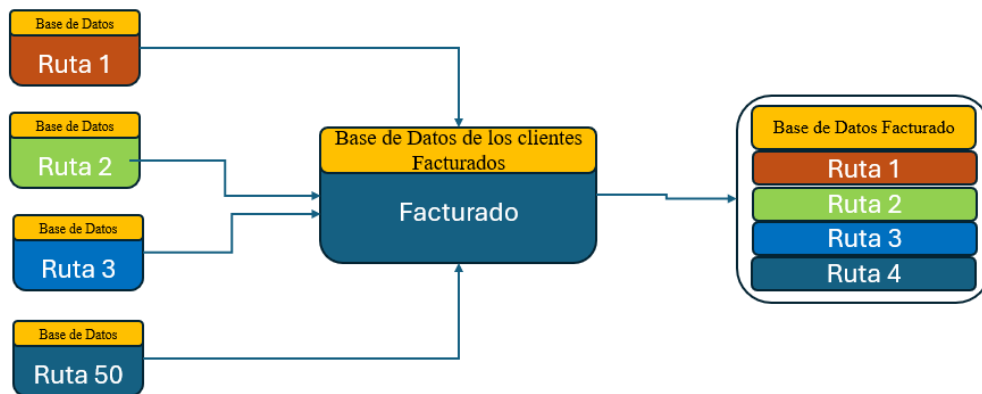 Base de Datos
Ruta 1
Base de Datos
Ruta 2
Base de Datos
Ruta 3
Base de Datos
Ruta 50
Base de Datos de los clientes
Facturados
Facturado
Base de Datos Facturado
Ruta 1
Ruta 2
Ruta 3
Ruta 4